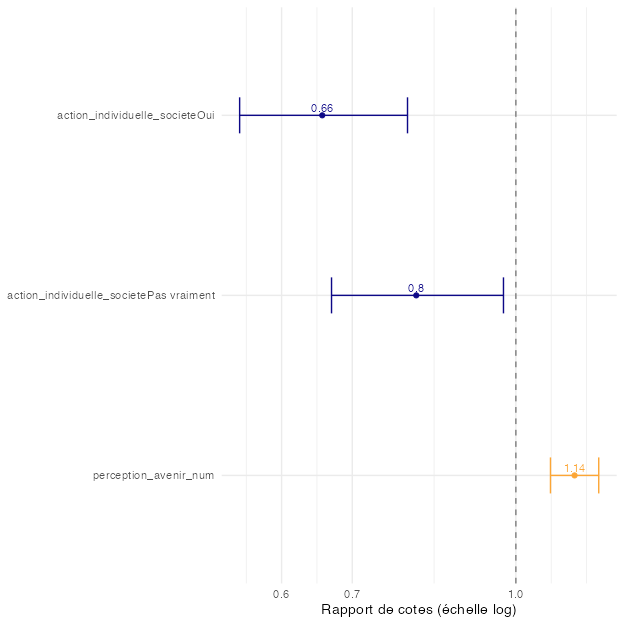 0.66
action_individuelle_societeOui
0.8
action_individuelle_societePas vraiment
1.14
perception_avenir_num
0.6 0.7 1.0
Rapport de cotes (échelle log)